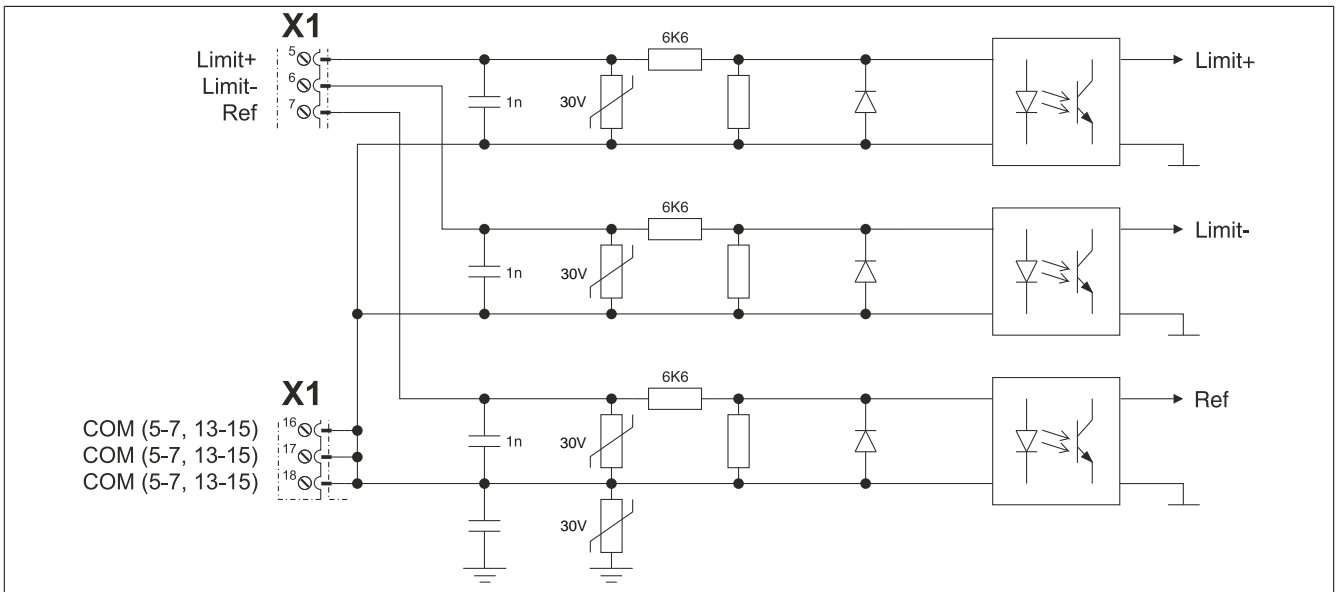 X1
5
Limit+
6
Limit-
7
Ref
6K6
1n
30V
Limit+
6K6
1n
30V
Limit-
X1
16
COM (5-7, 13-15)
17
COM (5-7, 13-15)
18
COM (5-7, 13-15)
6K6
1n
30V
Ref
30V